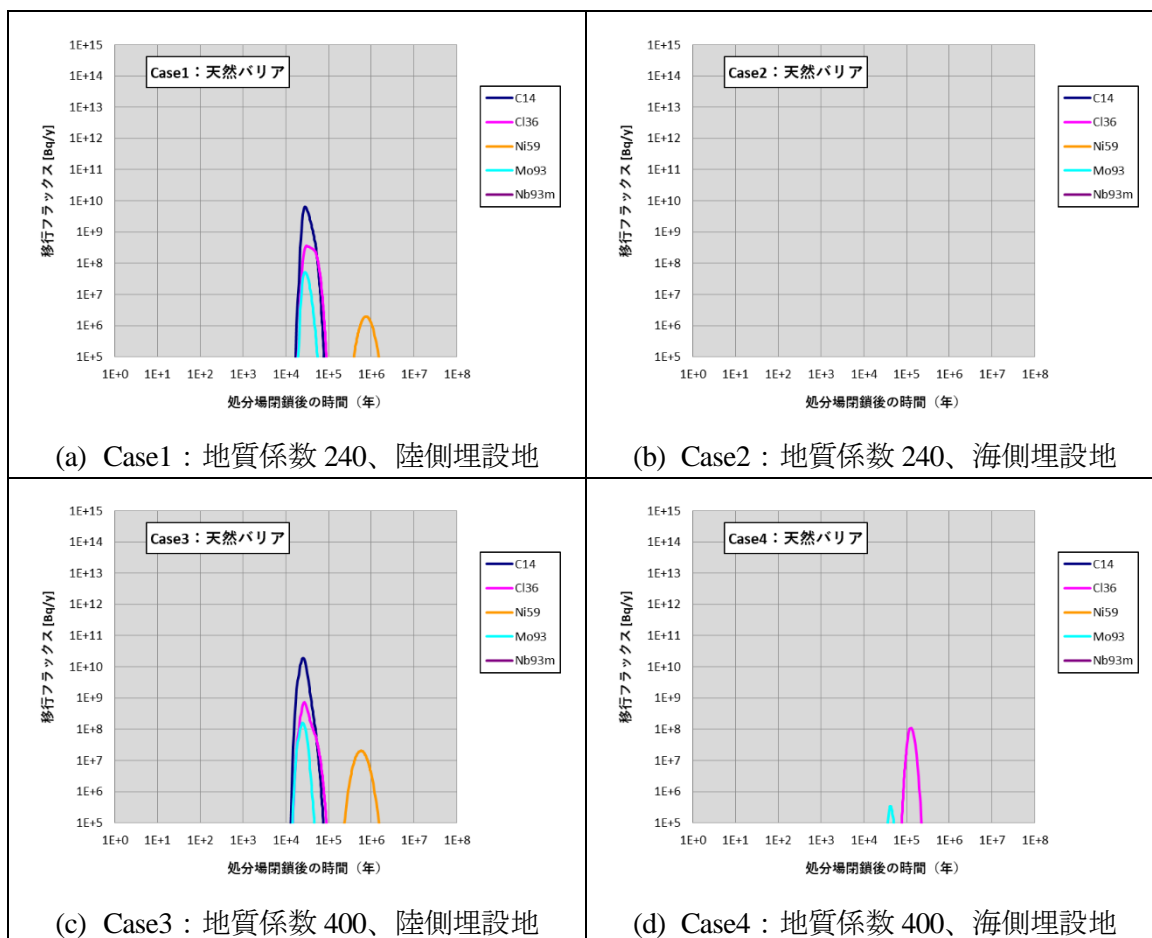 1E+15
1E+14
1E+13
1E+12
1E+11
1E+10
1E+9
1E+8
1E+7
1E+6
1E+5
移行フラックス [Bq/y]
Case1：天然バリア
C14
Cl36
Ni59
Mo93
Nb93m
1E+0 1E+1 1E+2 1E+3 1E+4 1E+5 1E+6 1E+7 1E+8
処分場閉鎖後の時間（年）
(a) Case1：地質係数 240、陸側埋設地
1E+15
1E+14
1E+13
1E+12
1E+11
1E+10
1E+9
1E+8
1E+7
1E+6
1E+5
移行フラックス [Bq/y]
Case2：天然バリア
C14
Cl36
Ni59
Mo93
Nb93m
1E+0 1E+1 1E+2 1E+3 1E+4 1E+5 1E+6 1E+7 1E+8
処分場閉鎖後の時間（年）
(b) Case2：地質係数 240、海側埋設地
1E+15
1E+14
1E+13
1E+12
1E+11
1E+10
1E+9
1E+8
1E+7
1E+6
1E+5
移行フラックス [Bq/y]
Case3：天然バリア
C14
Cl36
Ni59
Mo93
Nb93m
1E+0 1E+1 1E+2 1E+3 1E+4 1E+5 1E+6 1E+7 1E+8
処分場閉鎖後の時間（年）
(c) Case3：地質係数 400、陸側埋設地
1E+15
1E+14
1E+13
1E+12
1E+11
1E+10
1E+9
1E+8
1E+7
1E+6
1E+5
移行フラックス [Bq/y]
Case4：天然バリア
C14
Cl36
Ni59
Mo93
Nb93m
1E+0 1E+1 1E+2 1E+3 1E+4 1E+5 1E+6 1E+7 1E+8
処分場閉鎖後の時間（年）
(d) Case4：地質係数 400、海側埋設地